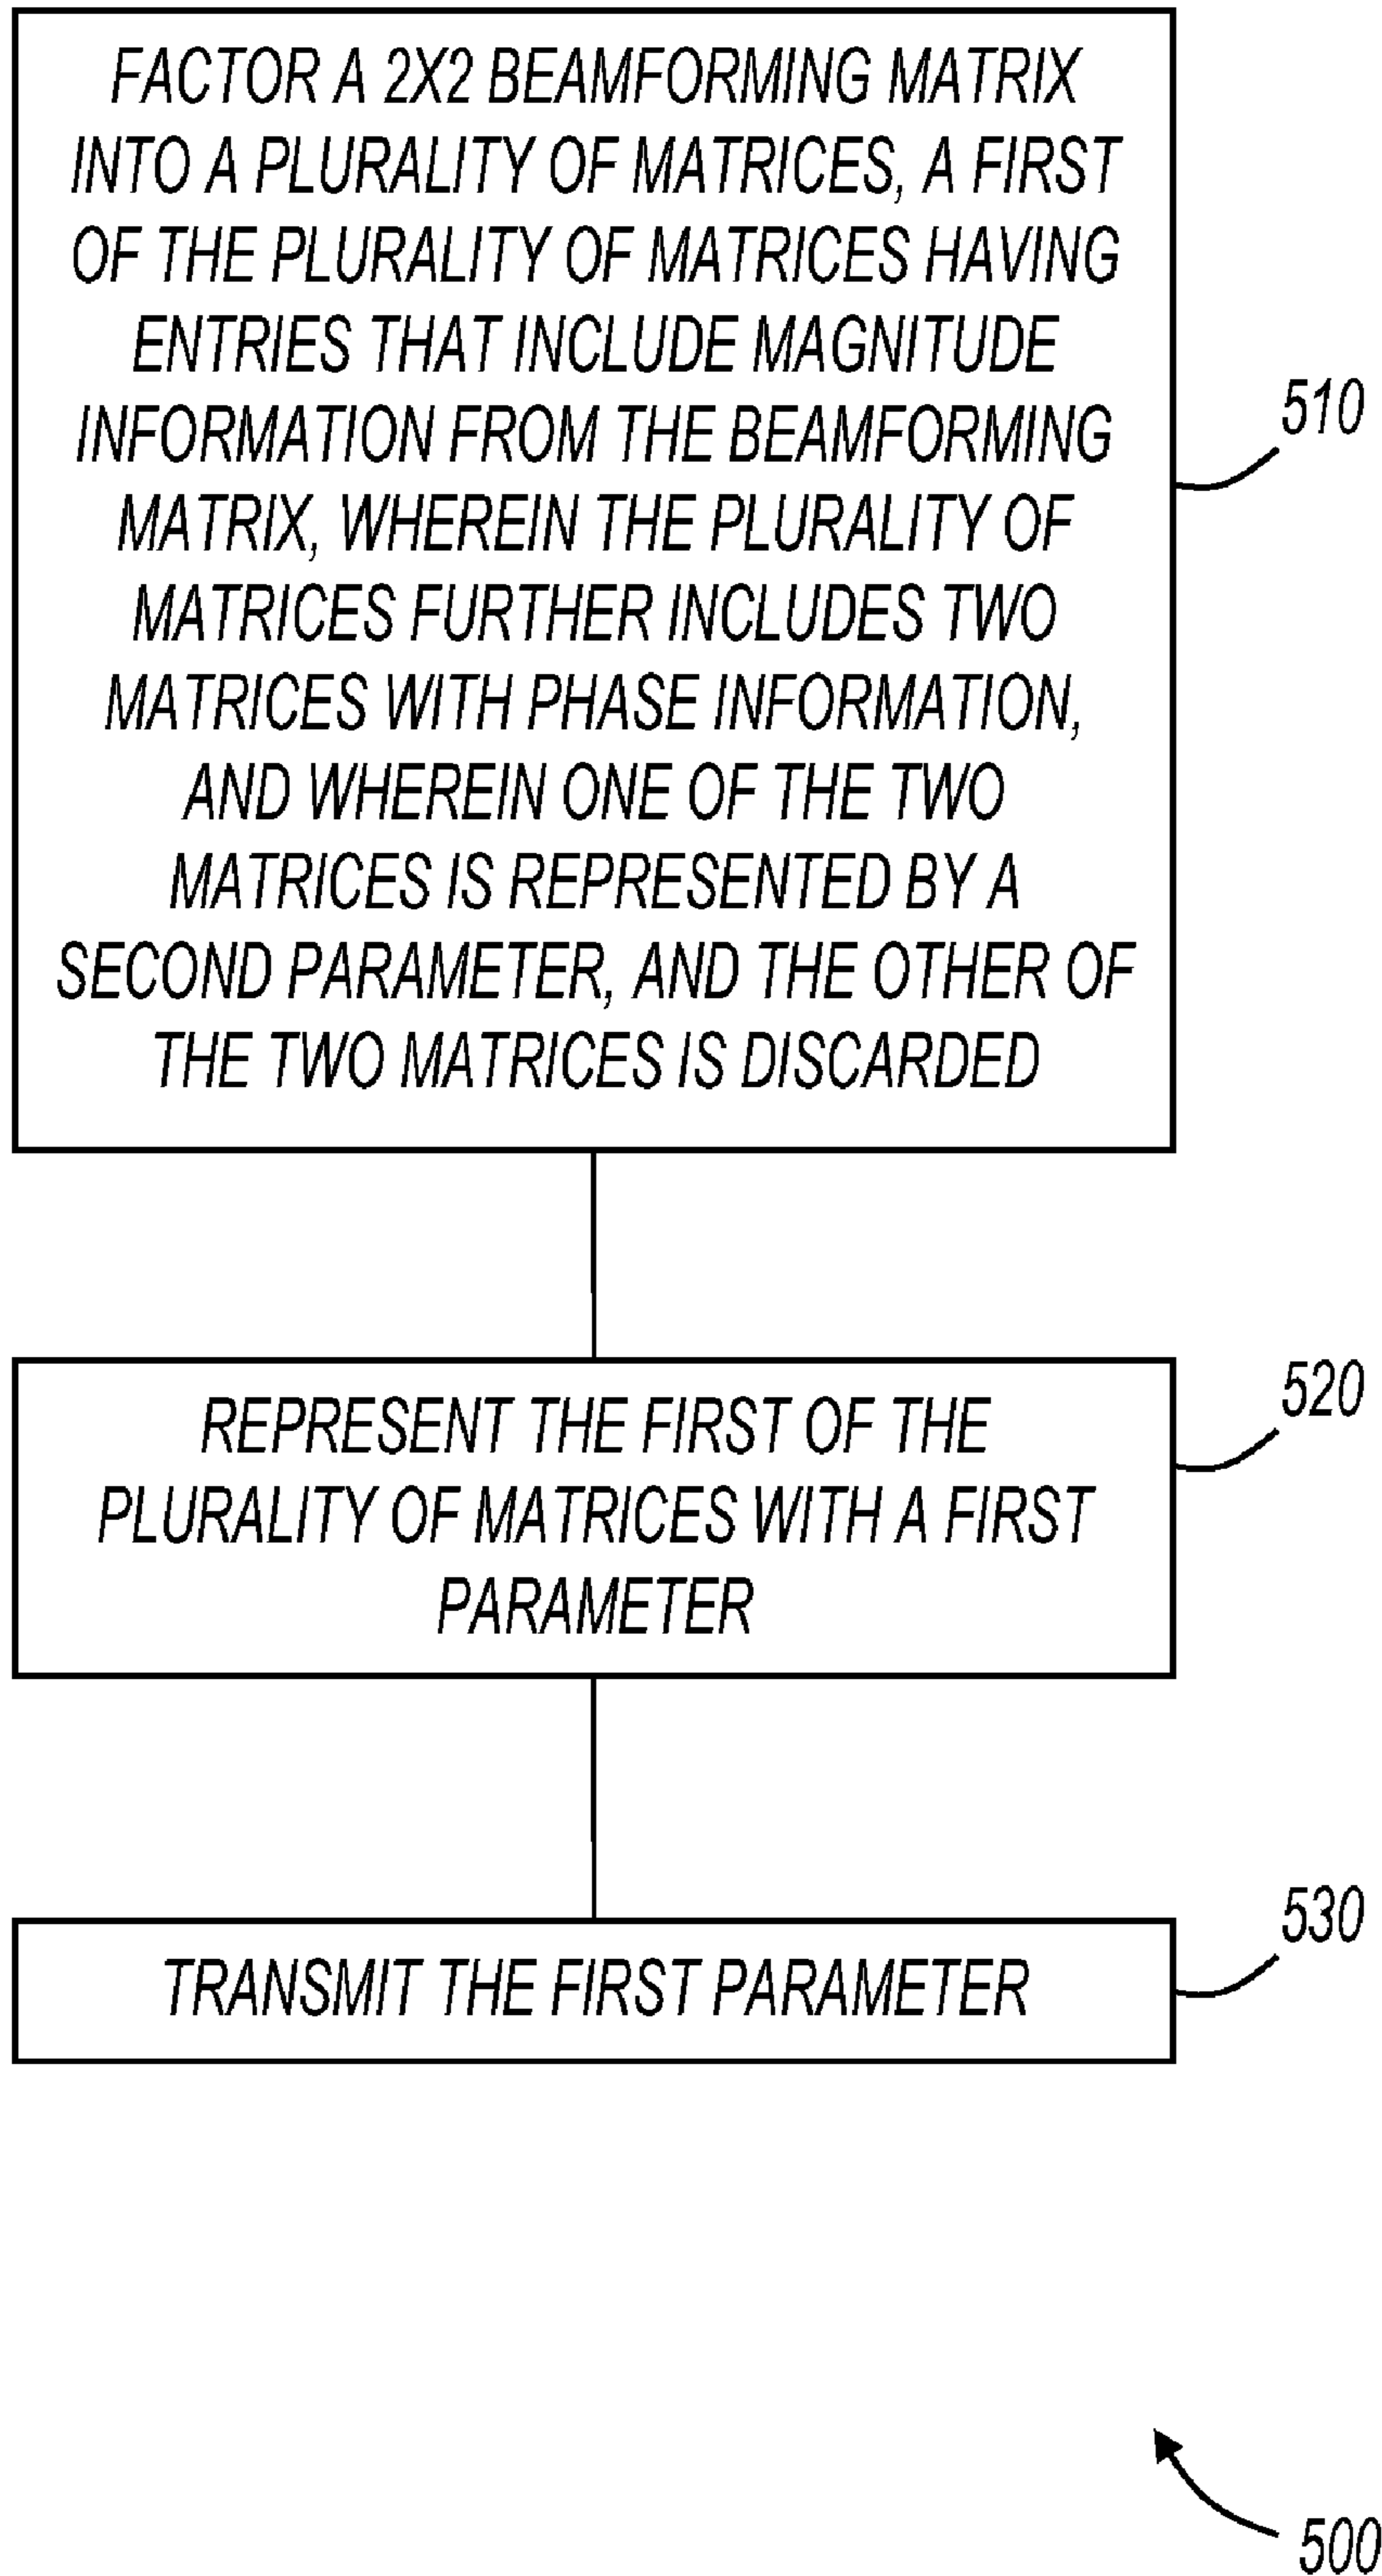 FACTOR A 2X2 BEAMFORMING MATRIX
INTO A PLURALITY OF MATRICES, A FIRST
OF THE PLURALITY OF MATRICES HAVING
ENTRIES THAT INCLUDE MAGNITUDE
INFORMATION FROM THE BEAMFORMING
MATRIX, WHEREIN THE PLURALITY OF
MATRICES FURTHER INCLUDES TWO
MATRICES WITH PHASE INFORMATION,
AND WHEREIN ONE OF THE TWO
MATRICES IS REPRESENTED BY A
SECOND PARAMETER, AND THE OTHER OF
THE TWO MATRICES IS DISCARDED
510
REPRESENT THE FIRST OF THE
PLURALITY OF MATRICES WITH A FIRST
PARAMETER
520
TRANSMIT THE FIRST PARAMETER
530
500